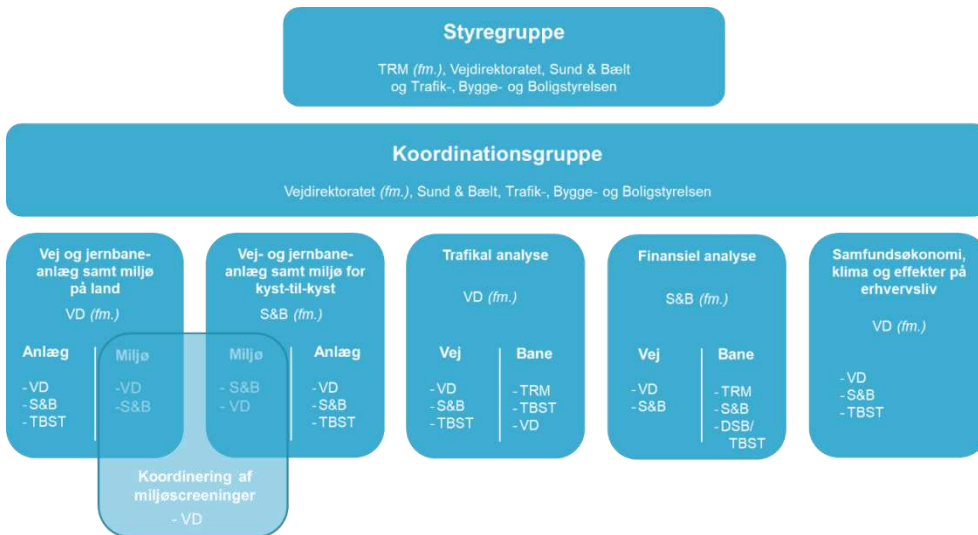 Styregruppe
TRM (fm.), Vejdirektoratet, Sund & Bælt
og Trafik-, Bygge- og Boligstyrelsen
Koordinationsgruppe
Vejdirektoratet (fm.), Sund & Bælt, Trafik-, Bygge- og Boligstyrelsen
Vej og jernbane-
anlæg samt miljø
på land
VD (fm.)
Anlæg
- VD
- S&B
- TBST
Miljø
- VD
- S&B
Vej- og jernbane-
anlæg samt miljø for
kyst-til-kyst
S&B (fm.)
Miljø
- S&B
- VD
Anlæg
- VD
- S&B
- TBST
Koordinering af
miljøscreeninger
- VD
Trafikal analyse
VD (fm.)
Vej
- VD
- S&B
- TBST
Bane
- TRM
- TBST
- VD
Finansiel analyse
S&B (fm.)
Vej
- VD
- S&B
Bane
- TRM
- S&B
- DSB/
TBST
Samfundsøkonomi,
klima og effekter på
erhvervsliv
VD (fm.)
- VD
- S&B
- TBST